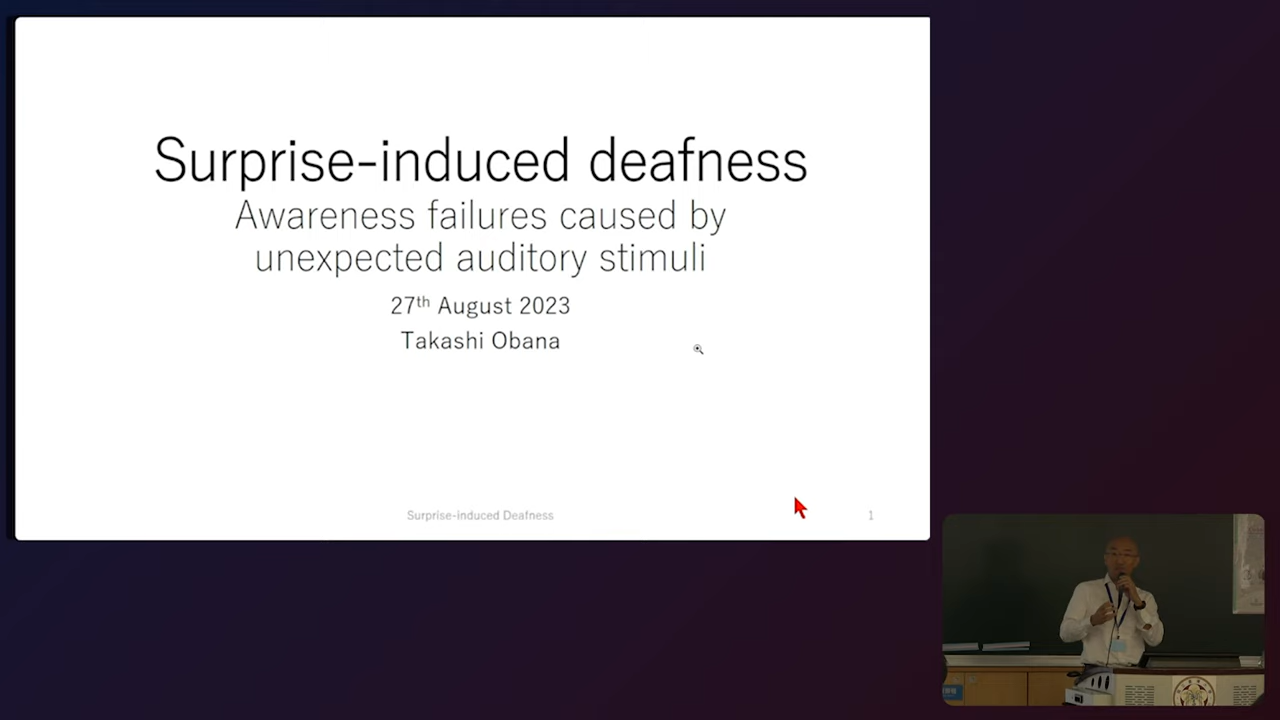 Surprise-induced deafness
Awareness failures caused by
unexpected auditory stimuli
27th August 2023
Takashi Obana
Surprise-induced Deafness
1